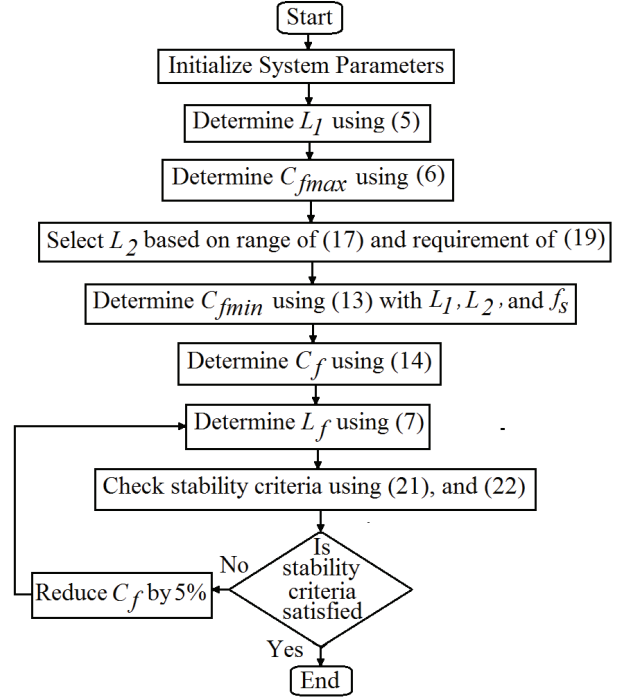 Start
Initialize System Parameters
Determine L1 using (5)
Determine Cfmax using (6)
Select L2 based on range of (17) and requirement of (19)
Determine Cfmin using (13) with L1, L2, and fs
Determine Cf using (14)
Determine Lf using (7)
Check stability criteria using (21), and (22)
Is
stability
criteria
satisfied
No
Reduce Cf by 5%
Yes
End